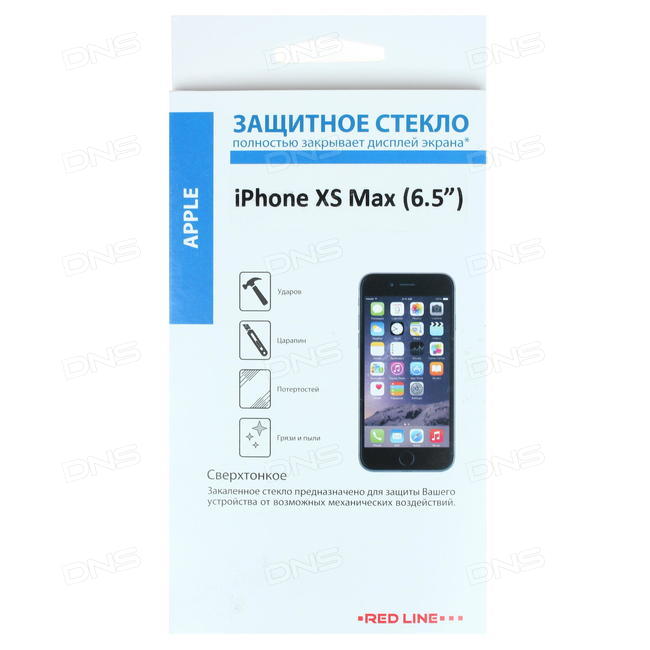 ЗАЩИТНОЕ СТЕКЛО
полностью закрывает дисплей экрана*
APPLE
iPhone XS Max (6.5”)
Ударов
Царапин
Потертостей
Грязи и пыли
Сверхтонкое
Закаленное стекло предназначено для защиты Вашего
устройства от возможных механических воздействий.
RED LINE
DNS